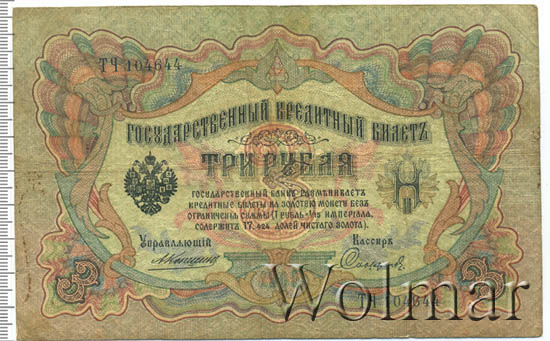 ТЧ 104644
ГОСУДАРСТВЕННЫЙ КРЕДИТНЫЙ БИЛЕТЪ
ТРИ РУБЛЯ
ГОСУДАРСТВЕННЫЙ БАНКЪ РАЗМѢНИВАЕТЪ
КРЕДИТНЫЕ БИЛЕТЫ НА ЗОЛОТУЮ МОНЕТУ БЕЗЪ
ОГРАНИЧЕНІЯ СУММЫ (1 РУБЛЬ = 1/15 ИМПЕРІАЛА,
СОДЕРЖИТЪ 17,424 ДОЛЕЙ ЧИСТАГО ЗОЛОТА).
Управляющій Кассиръ
3 3
ТЧ 104644
Wolmar